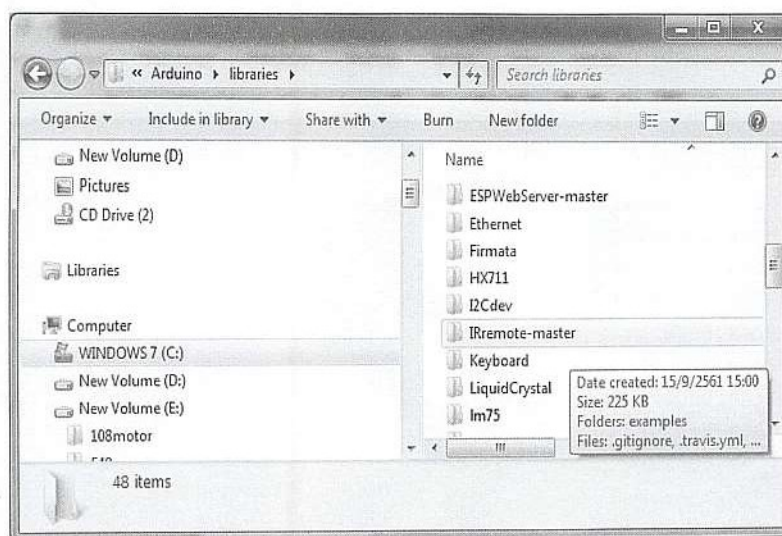 « Arduino ▸ libraries ▸
Search libraries
Organize ▾ Include in library ▾ Share with ▾ Burn New folder
New Volume (D)
Pictures
CD Drive (2)
Libraries
Computer
WINDOWS 7 (C:)
New Volume (D:)
New Volume (E:)
108motor
Name
ESPWebServer-master
Ethernet
Firmata
HX711
I2Cdev
IRremote-master
Keyboard
LiquidCrystal
lm75
Date created: 15/9/2561 15:00
Size: 225 KB
Folders: examples
Files: .gitignore, .travis.yml, ...
48 items